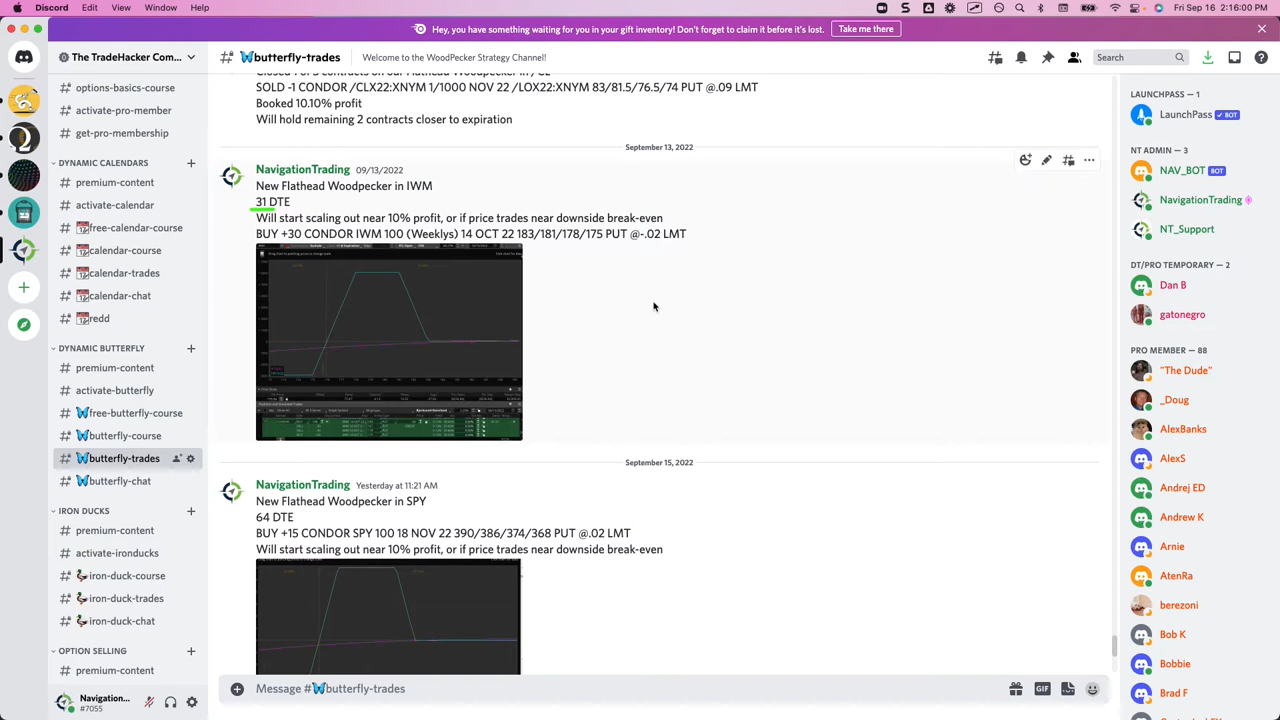 Discord File Edit View Window Help
Fri Sep 16 2:16:00 PM
Hey, you have something waiting for you in your gift inventory! Don't forget to claim it before it's lost.
Take me there
The TradeHacker Com...
butterfly-trades
Welcome to the WoodPecker Strategy Channel!
Search
# options-basics-course
# activate-pro-member
# get-pro-membership
DYNAMIC CALENDARS
# premium-content
# activate-calendar
# free-calendar-course
# calendar-course
# calendar-trades
# calendar-chat
# redd
DYNAMIC BUTTERFLY
# premium-content
# activate-butterfly
# free-butterfly-course
# butterfly-course
# butterfly-trades
# butterfly-chat
IRON DUCKS
# premium-content
# activate-ironducks
# iron-duck-course
# iron-duck-trades
# iron-duck-chat
OPTION SELLING
# premium-content
Navigation...
#7055
SOLD -1 CONDOR /CLX22:XNYM 1/1000 NOV 22 /LOX22:XNYM 83/81.5/76.5/74 PUT @.09 LMT
Booked 10.10% profit
Will hold remaining 2 contracts closer to expiration
September 13, 2022
NavigationTrading 09/13/2022
New Flathead Woodpecker in IWM
31 DTE
Will start scaling out near 10% profit, or if price trades near downside break-even
BUY +30 CONDOR IWM 100 (Weeklys) 14 OCT 22 183/181/178/175 PUT @-.02 LMT
September 15, 2022
NavigationTrading Yesterday at 11:21 AM
New Flathead Woodpecker in SPY
64 DTE
BUY +15 CONDOR SPY 100 18 NOV 22 390/386/374/368 PUT @.02 LMT
Will start scaling out near 10% profit, or if price trades near downside break-even
Message #butterfly-trades
GIF
LAUNCHPASS — 1
LaunchPass BOT
NT ADMIN — 3
NAV_BOT BOT
NavigationTrading
NT_Support
DT/PRO TEMPORARY — 2
Dan B
gatonegro
PRO MEMBER — 88
"The Dude"
_Doug
AlexBanks
AlexS
Andrej ED
Andrew K
Arnie
AtenRa
berezoni
Bob K
Bobbie
Brad F